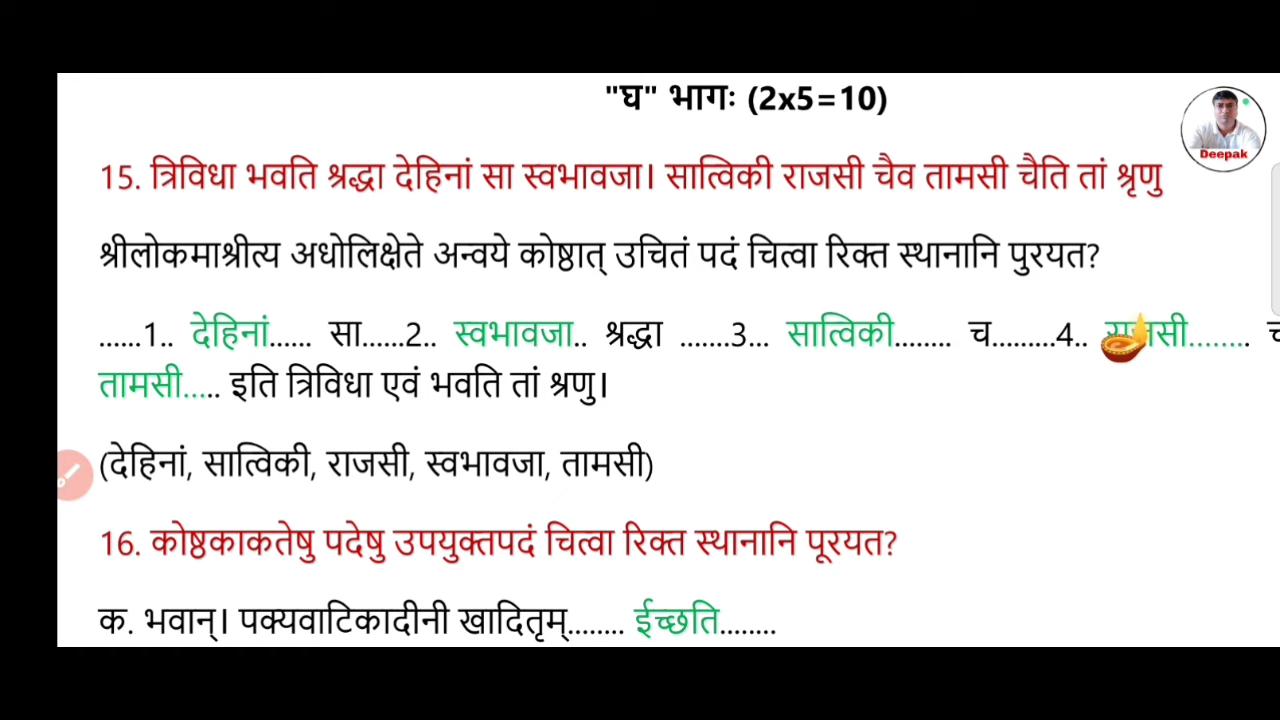 "घ" भागः (2x5=10)
Deepak
15. त्रिविधा भवति श्रद्धा देहिनां सा स्वभावजा। सात्विकी राजसी चैव तामसी चैति तां श्रृणु
श्रीलोकमाश्रीत्य अधोलिक्षेते अन्वये कोष्ठात् उचितं पदं चित्वा रिक्त स्थानानि पुरयत?
......1.. देहिनां...... सा......2.. स्वभावजा.. श्रद्धा .......3... सात्विकी........ च.........4..
तामसी..... इति त्रिविधा एवं भवति तां श्रणु।
(देहिनां, सात्विकी, राजसी, स्वभावजा, तामसी)
16. कोष्ठकाकतेषु पदेषु उपयुक्तपदं चित्वा रिक्त स्थानानि पूरयत?
क. भवान्। पक्यवाटिकादीनी खादितृम्........ ईच्छति........